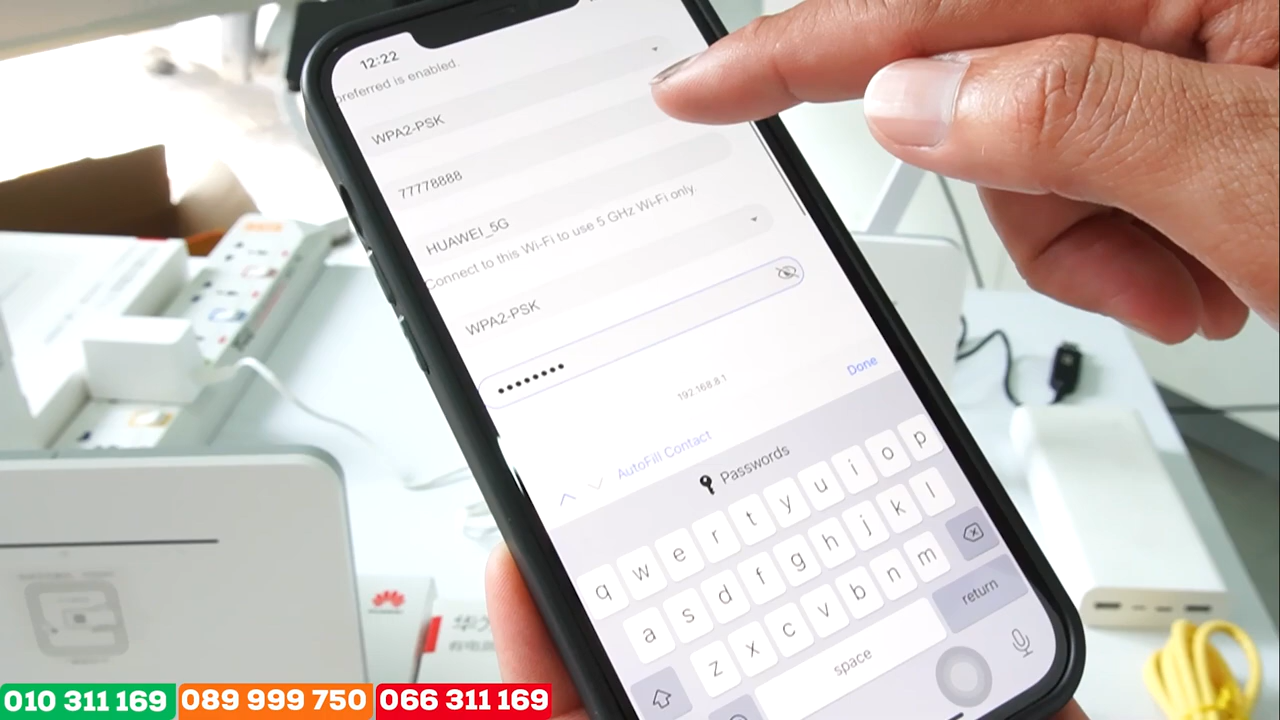 12:22
preferred is enabled.
WPA2-PSK
77778888
HUAWEI_5G
Connect to this Wi-Fi to use 5 GHz Wi-Fi only.
WPA2-PSK
••••••••
192.168.8.1
Done
AutoFill Contact
Passwords
q w e r t y u i o p
a s d f g h j k l
z x c v b n m
space
return
HUAWEI
010 311 169
089 999 750
066 311 169